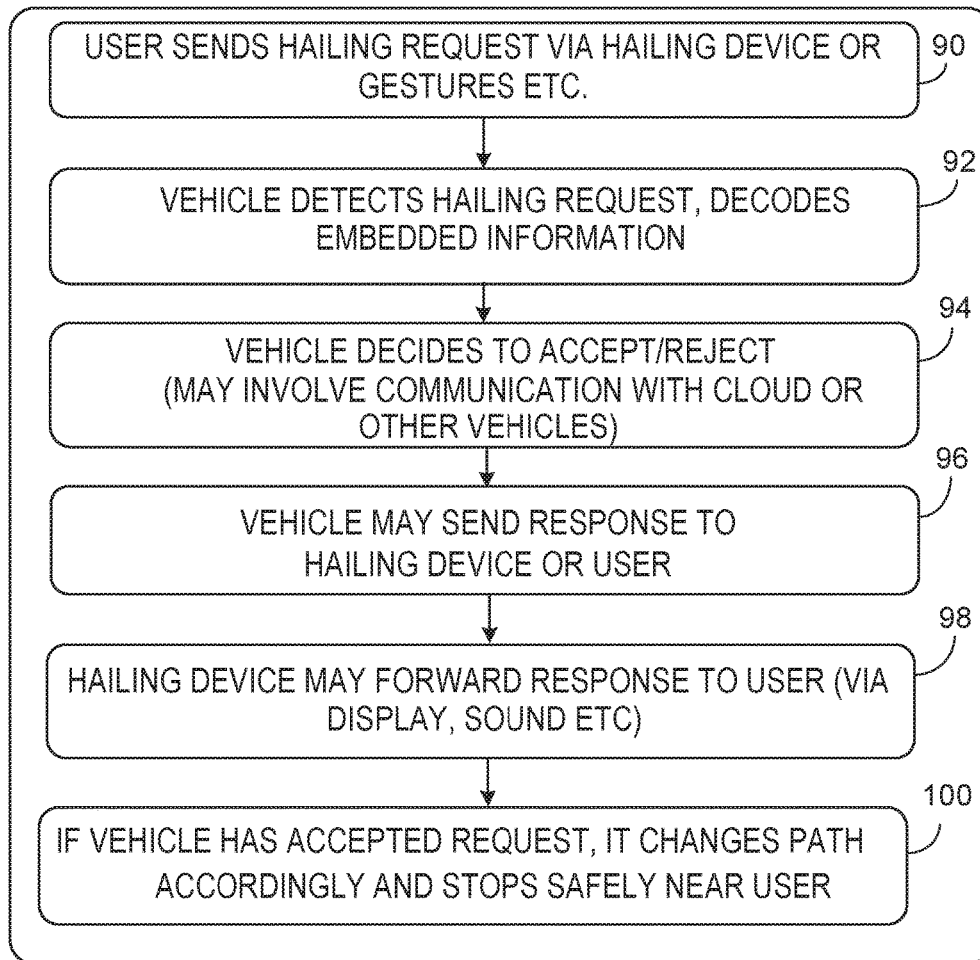 USER SENDS HAILING REQUEST VIA HAILING DEVICE OR
GESTURES ETC.
90
VEHICLE DETECTS HAILING REQUEST, DECODES
EMBEDDED INFORMATION
92
VEHICLE DECIDES TO ACCEPT/REJECT
(MAY INVOLVE COMMUNICATION WITH CLOUD OR
OTHER VEHICLES)
94
VEHICLE MAY SEND RESPONSE TO
HAILING DEVICE OR USER
96
HAILING DEVICE MAY FORWARD RESPONSE TO USER (VIA
DISPLAY, SOUND ETC)
98
IF VEHICLE HAS ACCEPTED REQUEST, IT CHANGES PATH
ACCORDINGLY AND STOPS SAFELY NEAR USER
100